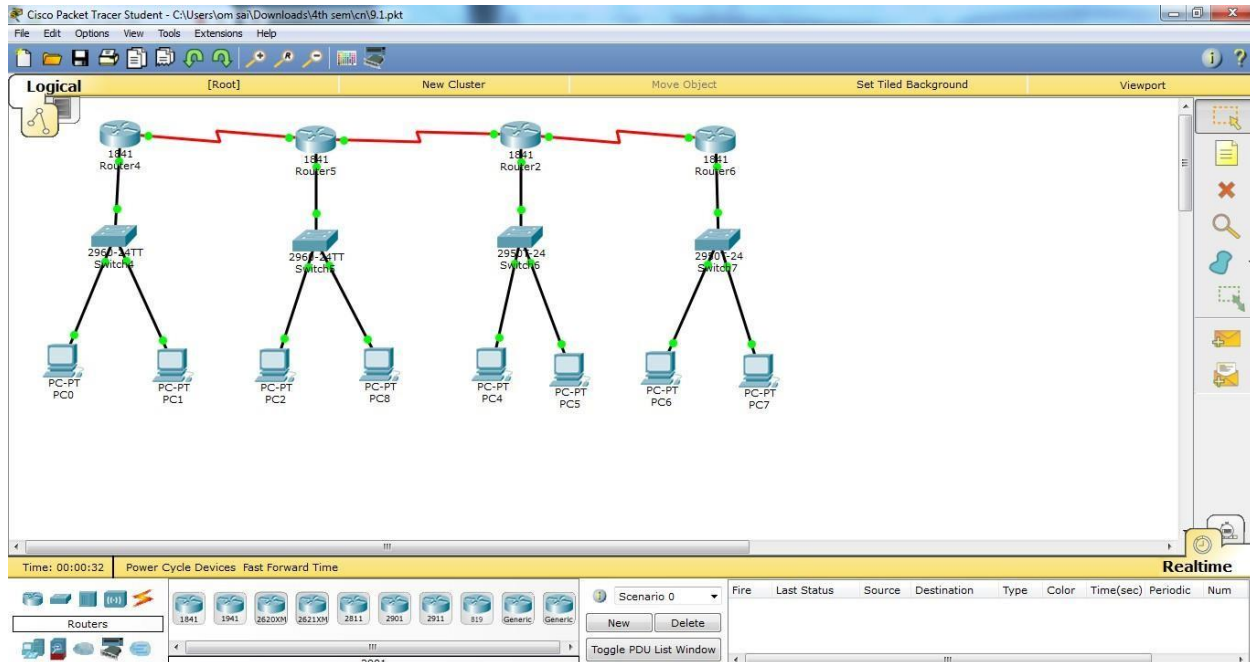 Cisco Packet Tracer Student - C:\Users\om sai\Downloads\4th sem\cn\9.1.pkt
File Edit Options View Tools Extensions Help
Logical [Root] New Cluster Move Object Set Tiled Background Viewport
1841
Router4
1841
Router5
1841
Router2
1841
Router6
2960-24TT
Switch4
2960-24TT
Switch5
2950T-24
Switch6
2950T-24
Switch7
PC-PT
PC0
PC-PT
PC1
PC-PT
PC2
PC-PT
PC8
PC-PT
PC4
PC-PT
PC5
PC-PT
PC6
PC-PT
PC7
Time: 00:00:32 Power Cycle Devices Fast Forward Time Realtime
Routers
1841 1941 2620XM 2621XM 2811 2901 2911 819 Generic Generic
Scenario 0
New Delete
Toggle PDU List Window
Fire Last Status Source Destination Type Color Time(sec) Periodic Num